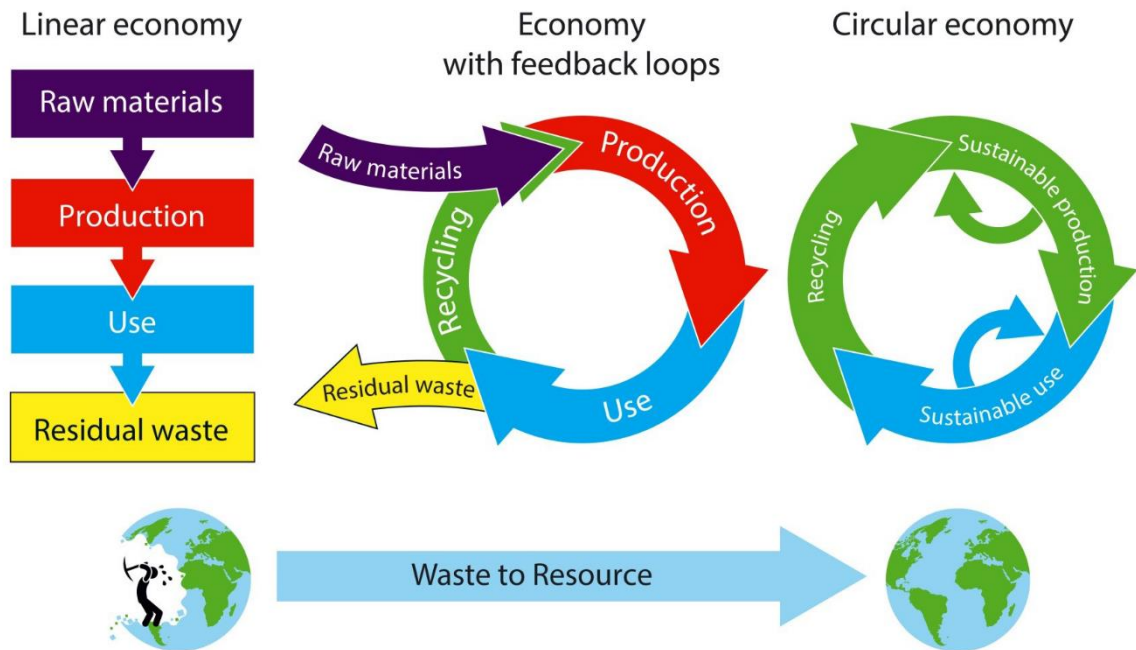 Linear economy
Raw materials
Production
Use
Residual waste
Economy
with feedback loops
Raw materials
Production
Recycling
Residual waste
Use
Circular economy
Sustainable production
Recycling
Sustainable use
Waste to Resource